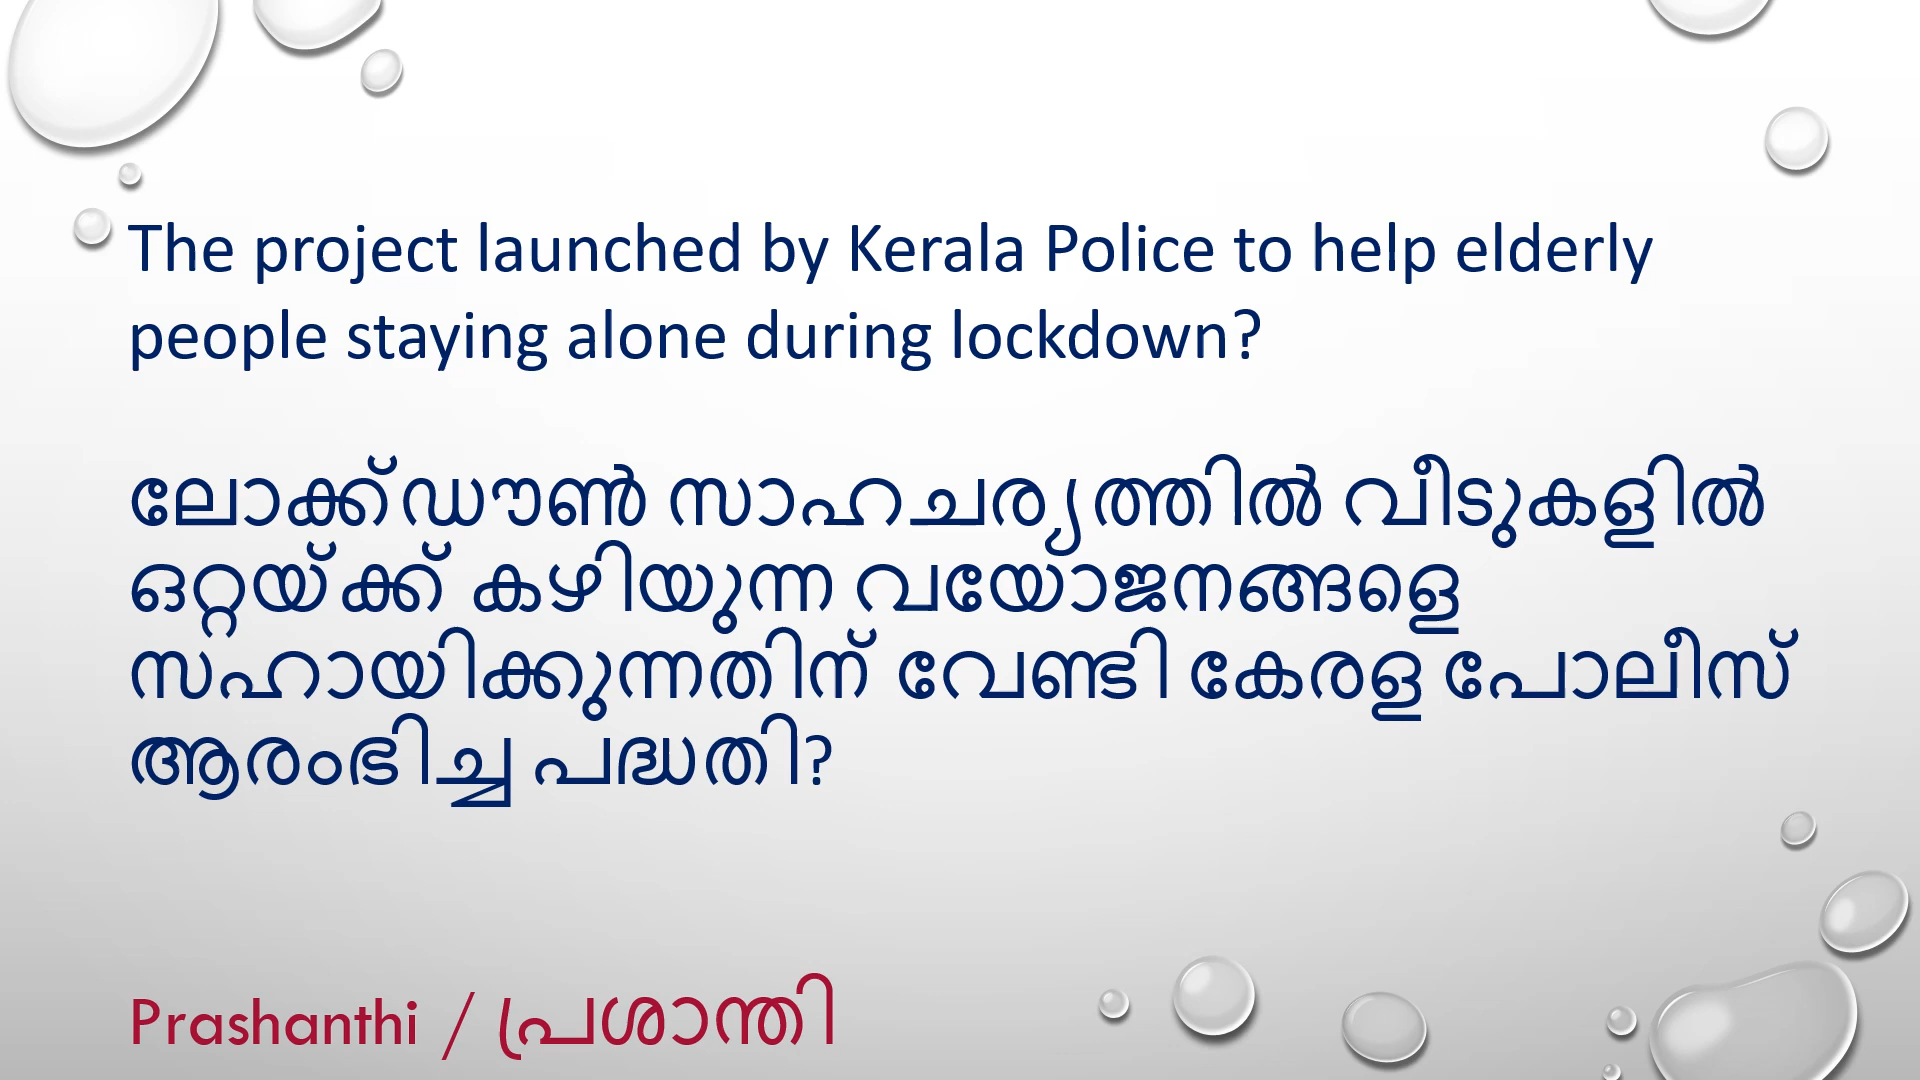 The project launched by Kerala Police to help elderly
people staying alone during lockdown?
ലോക്ക്ഡൗൺ സാഹചര്യത്തിൽ വീടുകളിൽ
ഒറ്റയ്ക്ക് കഴിയുന്ന വയോജനങ്ങളെ
സഹായിക്കുന്നതിന് വേണ്ടി കേരള പോലീസ്
ആരംഭിച്ച പദ്ധതി?
Prashanthi / പ്രശാന്തി